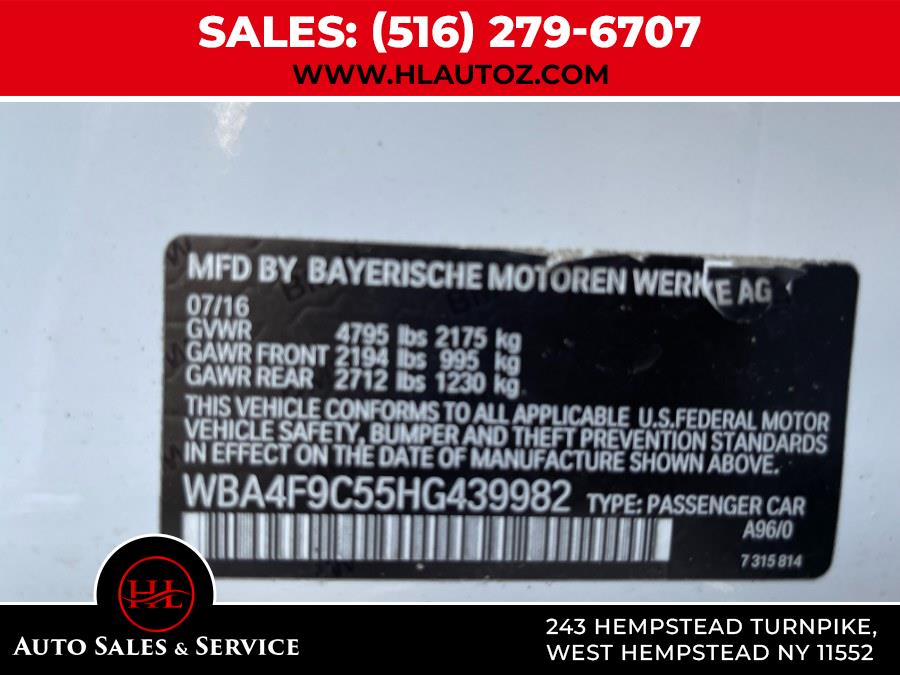 SALES: (516) 279-6707
WWW.HLAUTOZ.COM
MFD BY BAYERISCHE MOTOREN WERKE AG
07/16
GVWR 4795 lbs 2175 kg
GAWR FRONT 2194 lbs 995 kg
GAWR REAR 2712 lbs 1230 kg
THIS VEHICLE CONFORMS TO ALL APPLICABLE U.S.FEDERAL MOTOR
VEHICLE SAFETY, BUMPER AND THEFT PREVENTION STANDARDS
IN EFFECT ON THE DATE OF MANUFACTURE SHOWN ABOVE.
WBA4F9C55HG439982 TYPE: PASSENGER CAR
A96/0
7 315 814
HL
AUTO SALES & SERVICE
243 HEMPSTEAD TURNPIKE,
WEST HEMPSTEAD NY 11552